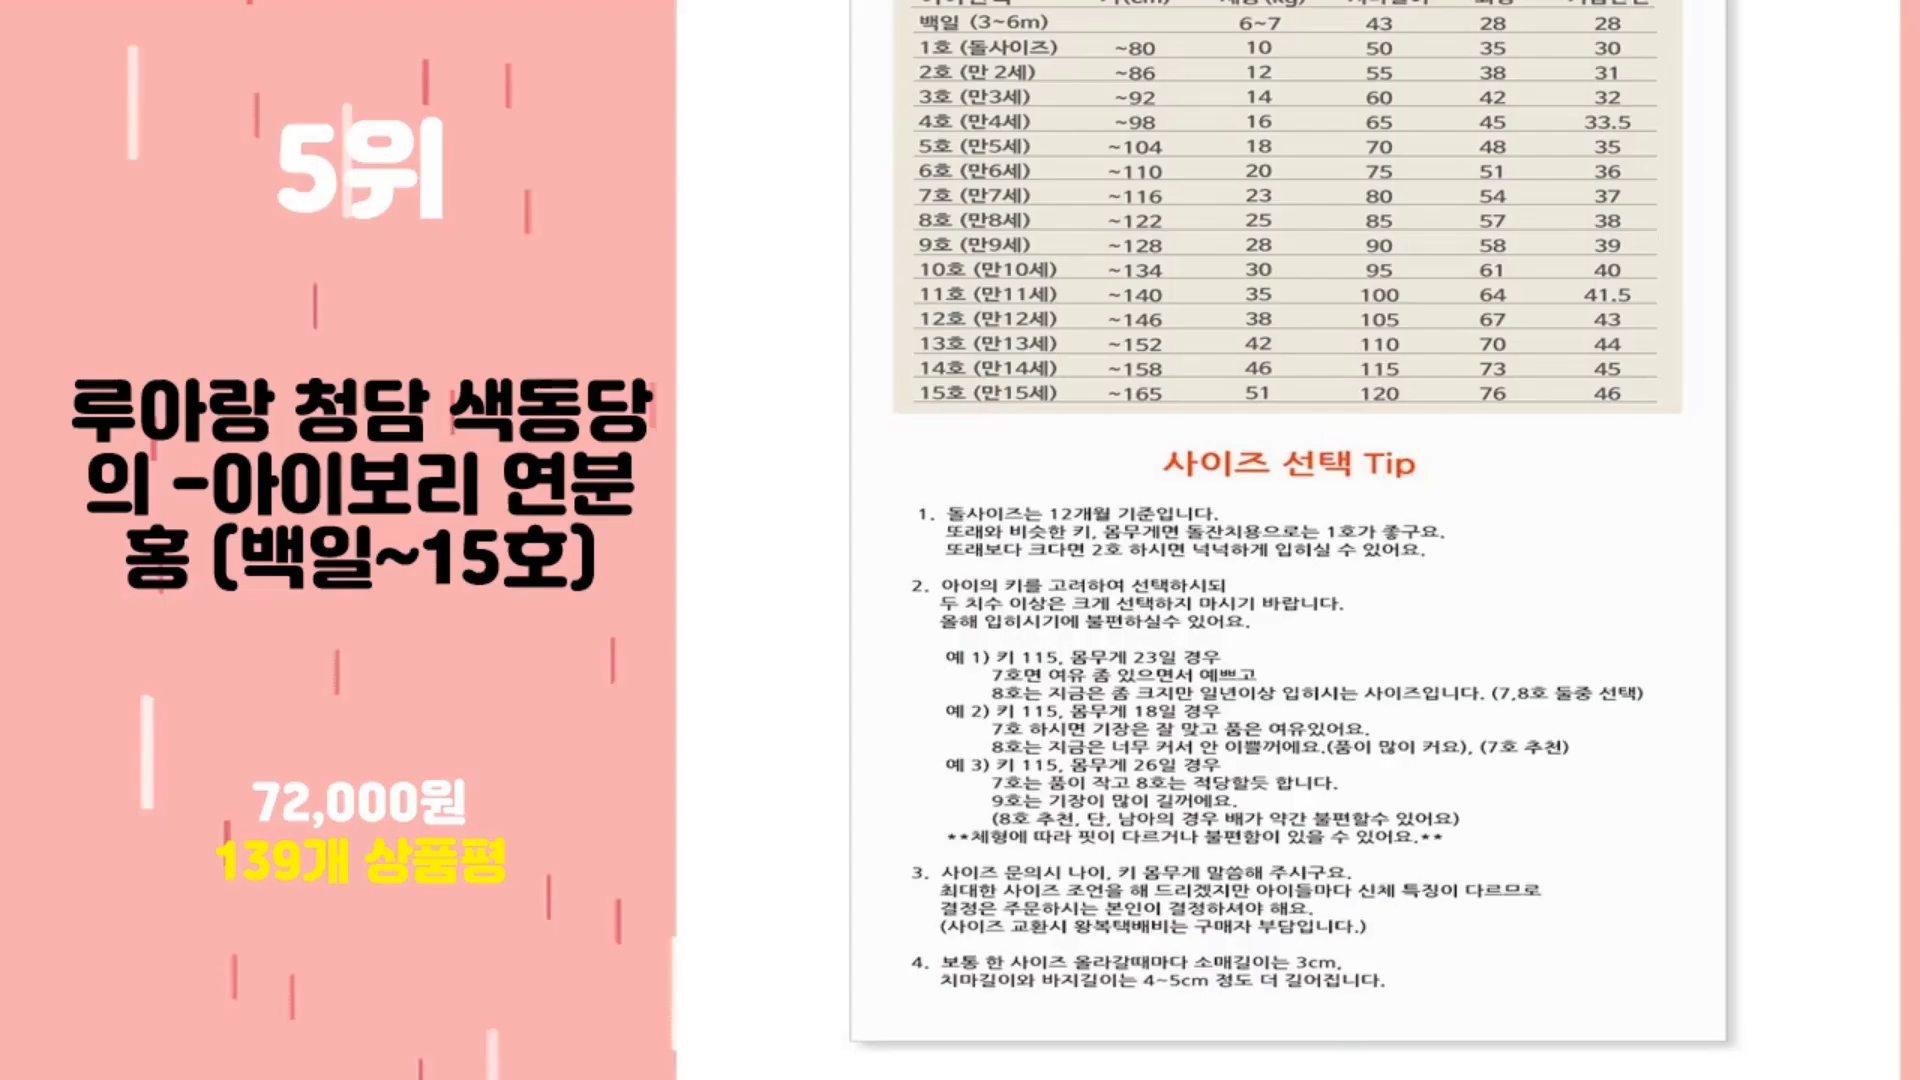 5위
루아랑 청담 색동당
의 -아이보리 연분
홍 (백일~15호)
72,000원
139개 상품평
백일 (3~6m) 6~7 43 28 28
1호 (돌사이즈) ~80 10 50 35 30
2호 (만 2세) ~86 12 55 38 31
3호 (만3세) ~92 14 60 42 32
4호 (만4세) ~98 16 65 45 33.5
5호 (만5세) ~104 18 70 48 35
6호 (만6세) ~110 20 75 51 36
7호 (만7세) ~116 23 80 54 37
8호 (만8세) ~122 25 85 57 38
9호 (만9세) ~128 28 90 58 39
10호 (만10세) ~134 30 95 61 40
11호 (만11세) ~140 35 100 64 41.5
12호 (만12세) ~146 38 105 67 43
13호 (만13세) ~152 42 110 70 44
14호 (만14세) ~158 46 115 73 45
15호 (만15세) ~165 51 120 76 46
사이즈 선택 Tip
1. 돌사이즈는 12개월 기준입니다.
또래와 비슷한 키, 몸무게면 돌잔치용으로는 1호가 좋구요.
또래보다 크다면 2호 하시면 넉넉하게 입히실 수 있어요.
2. 아이의 키를 고려하여 선택하시되
두 치수 이상은 크게 선택하지 마시기 바랍니다.
올해 입히시기에 불편하실수 있어요.
예 1) 키 115, 몸무게 23일 경우
7호면 여유 좀 있으면서 예쁘고
8호는 지금은 좀 크지만 일년이상 입히시는 사이즈입니다. (7,8호 둘중 선택)
예 2) 키 115, 몸무게 18일 경우
7호 하시면 기장은 잘 맞고 품은 여유있어요.
8호는 지금은 너무 커서 안 이쁠꺼에요.(품이 많이 커요), (7호 추천)
예 3) 키 115, 몸무게 26일 경우
7호는 품이 작고 8호는 적당할듯 합니다.
9호는 기장이 많이 길꺼에요.
(8호 추천, 단, 남아의 경우 배가 약간 불편할수 있어요)
**체형에 따라 핏이 다르거나 불편함이 있을 수 있어요.**
3. 사이즈 문의시 나이, 키 몸무게 말씀해 주시구요.
최대한 사이즈 조언을 해 드리겠지만 아이들마다 신체 특징이 다르므로
결정은 주문하시는 본인이 결정하셔야 해요.
(사이즈 교환시 왕복택배비는 구매자 부담입니다.)
4. 보통 한 사이즈 올라갈때마다 소매길이는 3cm,
치마길이와 바지길이는 4~5cm 정도 더 길어집니다.